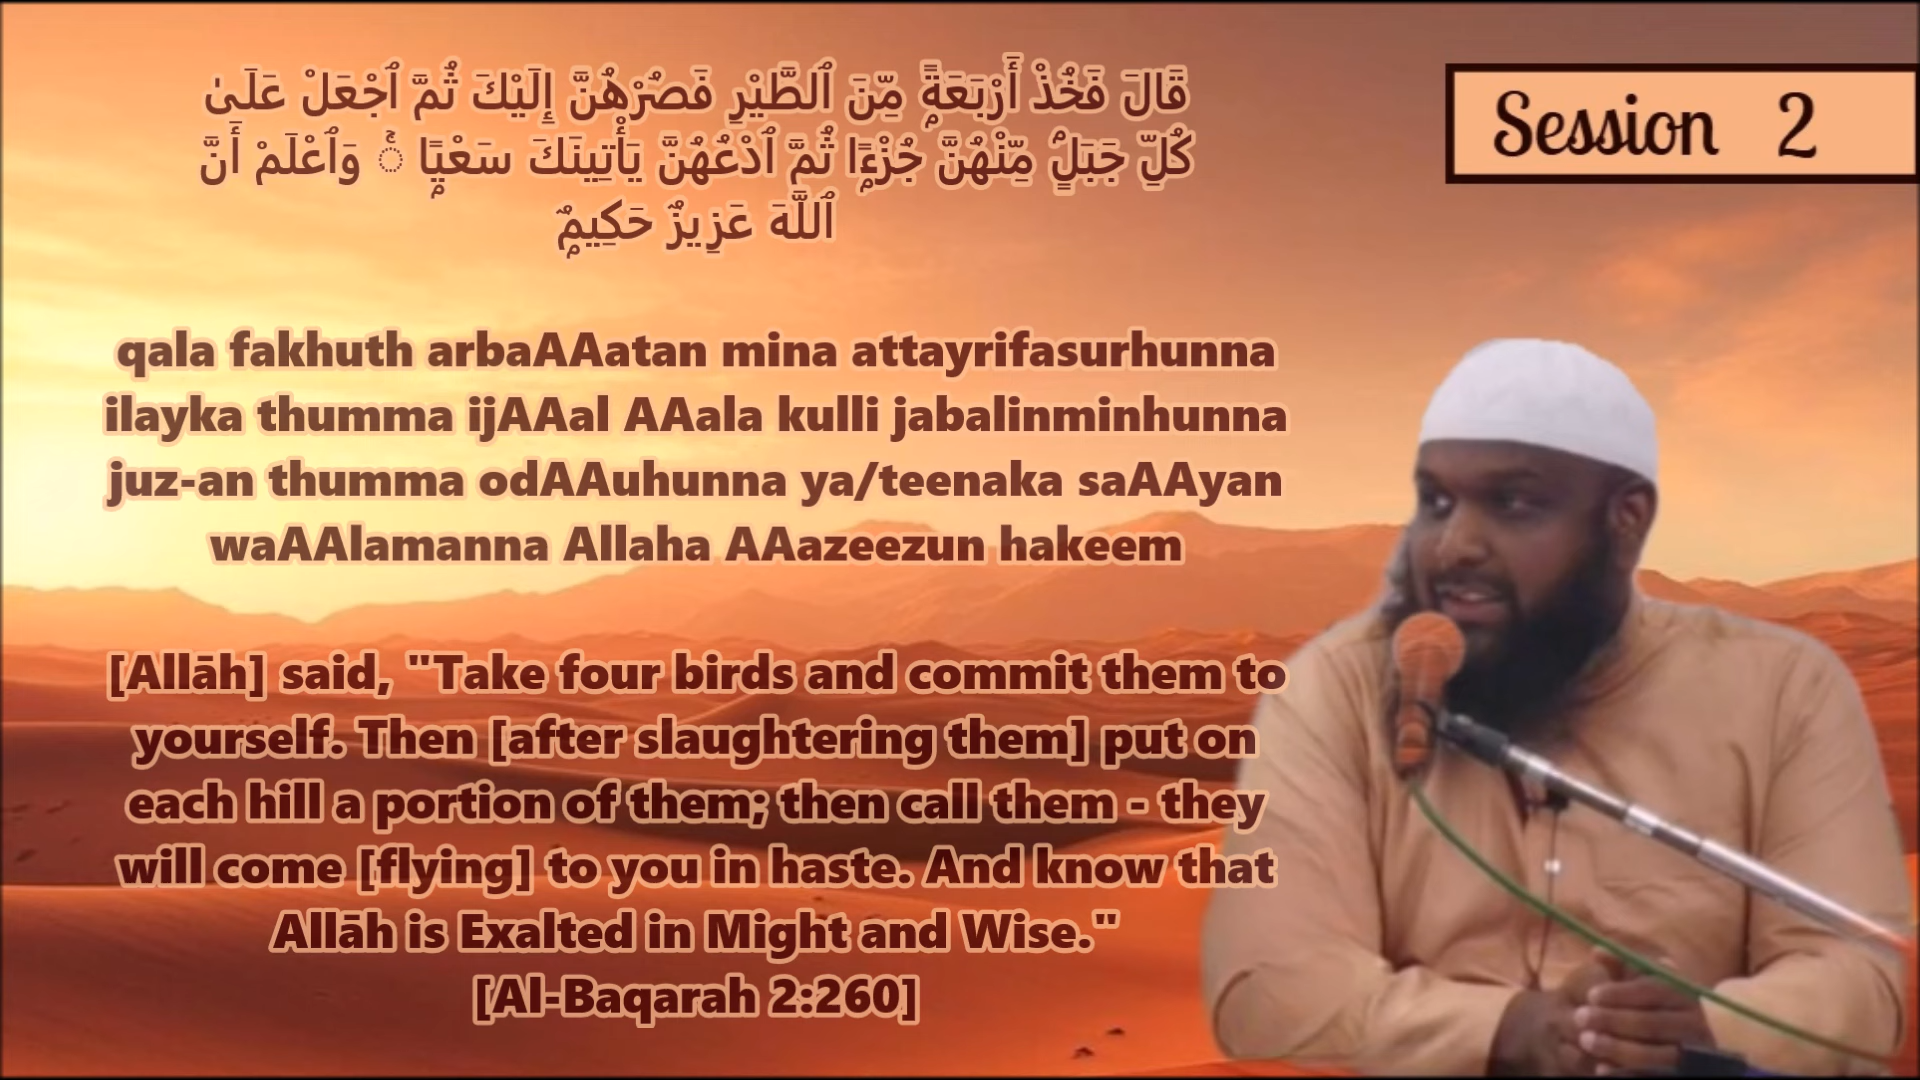 قَالَ فَخُذْ أَرْبَعَةًۭ مِّنَ ٱلطَّيْرِ فَصُرْهُنَّ إِلَيْكَ ثُمَّ ٱجْعَلْ عَلَىٰ
كُلِّ جَبَلٍۢ مِّنْهُنَّ جُزْءًۭا ثُمَّ ٱدْعُهُنَّ يَأْتِينَكَ سَعْيًۭا ۚ وَٱعْلَمْ أَنَّ
ٱللَّهَ عَزِيزٌ حَكِيمٌۭ
Session 2
qala fakhuth arbaAAatan mina attayrifasurhunna
ilayka thumma ijAAal AAala kulli jabalinminhunna
juz-an thumma odAAuhunna ya/teenaka saAAyan
waAAlamanna Allaha AAazeezun hakeem
[Allāh] said, "Take four birds and commit them to
yourself. Then [after slaughtering them] put on
each hill a portion of them; then call them - they
will come [flying] to you in haste. And know that
Allāh is Exalted in Might and Wise."
[Al-Baqarah 2:260]